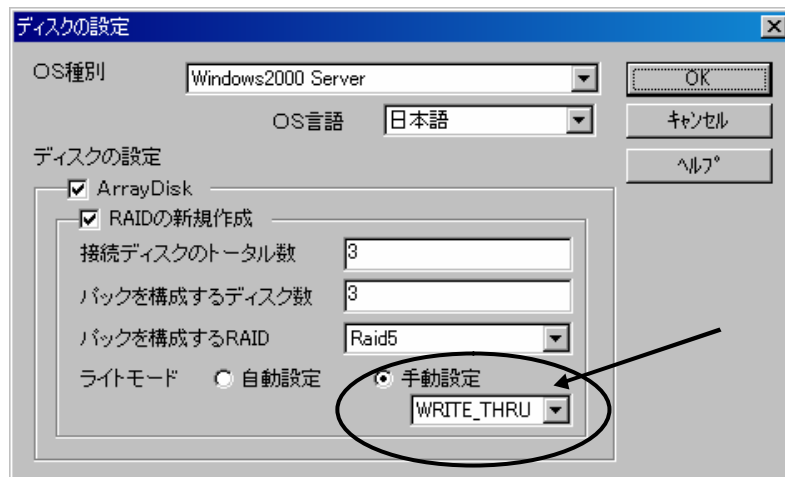 ディスクの設定
OS種別 Windows2000 Server OK
OS言語 日本語 キャンセル
ディスクの設定 ヘルプ
ArrayDisk
RAIDの新規作成
接続ディスクのトータル数 3
パックを構成するディスク数 3
パックを構成するRAID Raid5
ライトモード 自動設定 手動設定
WRITE_THRU